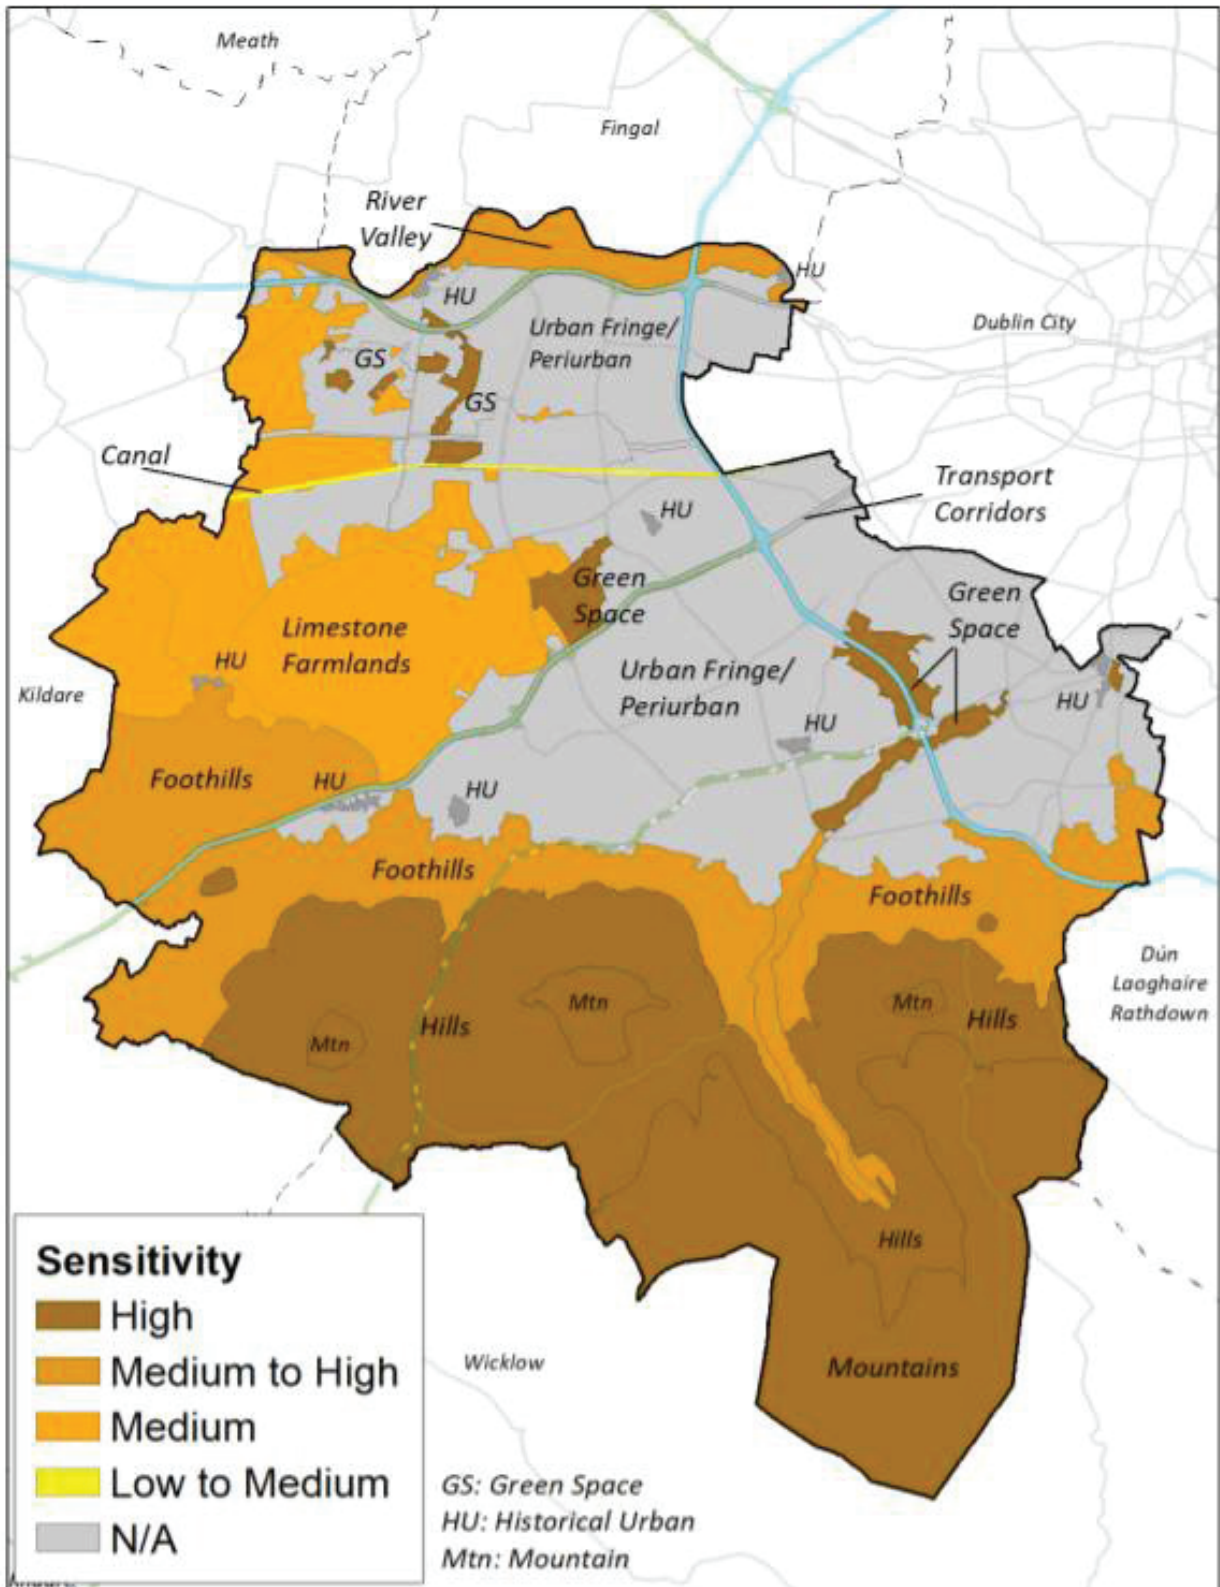 Meath
Fingal
River
Valley
HU
HU
Urban Fringe/
Periurban
Dublin City
GS
GS
Canal
Transport
Corridors
HU
Green
Space
Green
Space
Limestone
Farmlands
HU
Kildare
Urban Fringe/
Periurban
HU
HU
Foothills
HU
HU
Foothills
Foothills
Dún
Laoghaire
Rathdown
Mtn
Mtn
Hills
Hills
Mtn
Hills
Mountains
Wicklow
Sensitivity
High
Medium to High
Medium
Low to Medium
N/A
GS: Green Space
HU: Historical Urban
Mtn: Mountain